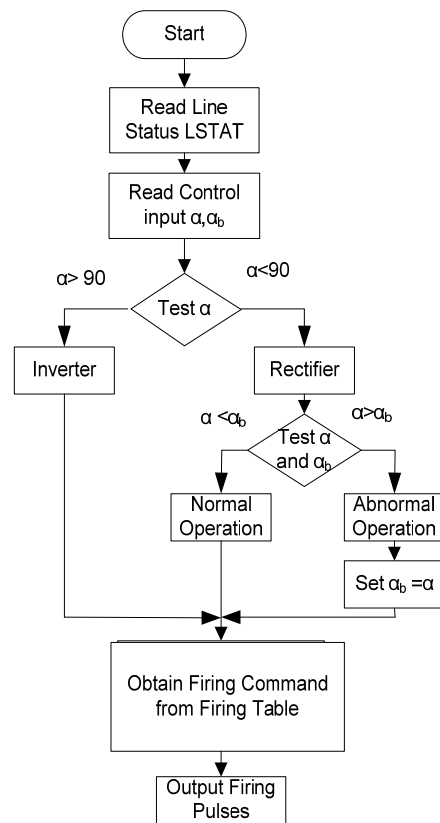 Start
Read Line
Status LSTAT
Read Control
input α,αb
α> 90
α<90
Test α
Inverter
Rectifier
α <αb
α>αb
Test α
and αb
Normal
Operation
Abnormal
Operation
Set αb =α
Obtain Firing Command
from Firing Table
Output Firing
Pulses